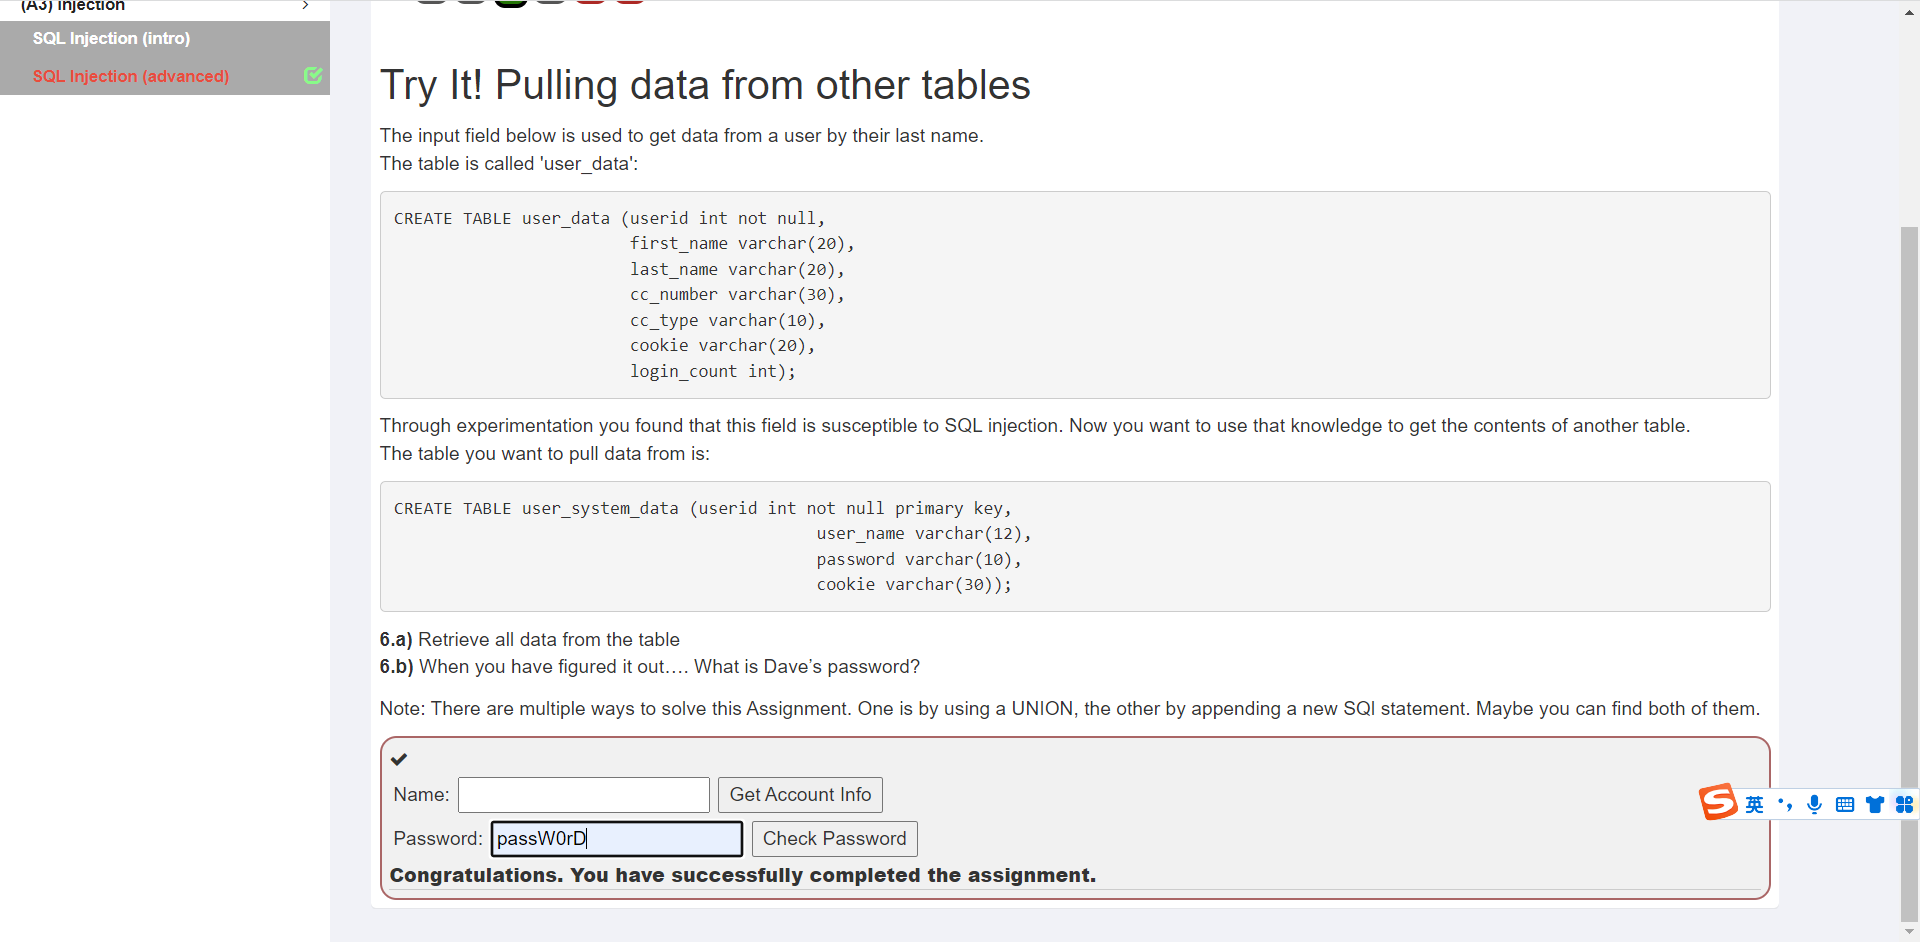 (A3) Injection
SQL Injection (intro)
SQL Injection (advanced)
Try It! Pulling data from other tables
The input field below is used to get data from a user by their last name.
The table is called 'user_data':
CREATE TABLE user_data (userid int not null,
first_name varchar(20),
last_name varchar(20),
cc_number varchar(30),
cc_type varchar(10),
cookie varchar(20),
login_count int);
Through experimentation you found that this field is susceptible to SQL injection. Now you want to use that knowledge to get the contents of another table.
The table you want to pull data from is:
CREATE TABLE user_system_data (userid int not null primary key,
user_name varchar(12),
password varchar(10),
cookie varchar(30));
6.a) Retrieve all data from the table
6.b) When you have figured it out…. What is Dave’s password?
Note: There are multiple ways to solve this Assignment. One is by using a UNION, the other by appending a new SQl statement. Maybe you can find both of them.
Name: Get Account Info
Password: passW0rD Check Password
Congratulations. You have successfully completed the assignment.
S 英